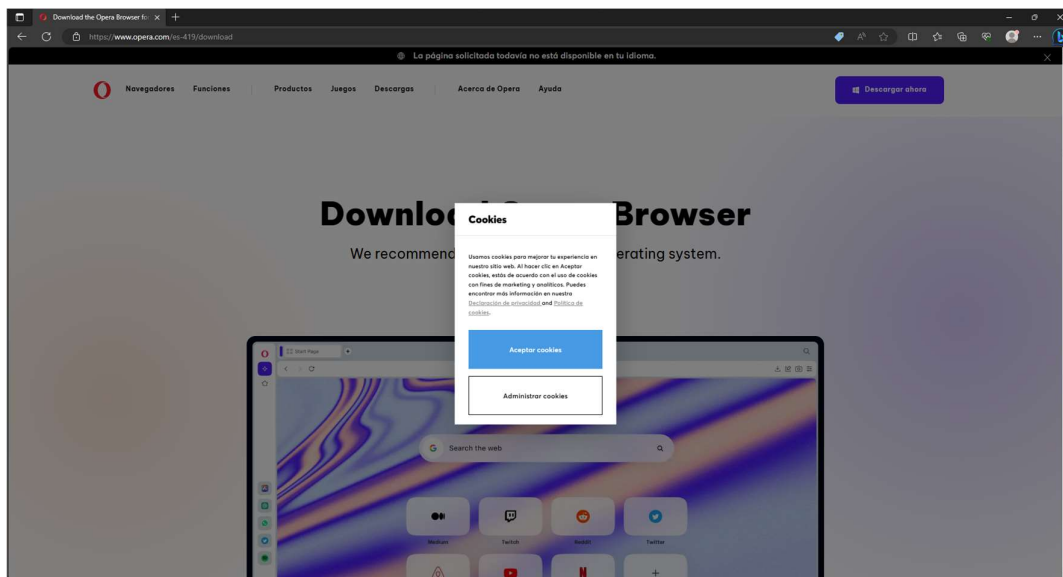 Download the Opera Browser for
https://www.opera.com/es-419/download
La página solicitada todavía no está disponible en tu idioma.
Navegadores Funciones Productos Juegos Descargas Acerca de Opera Ayuda
Descargar ahora
Download Browser
We recommend erating system.
Cookies
Usamos cookies para mejorar tu experiencia en
nuestro sitio web. Al hacer clic en Aceptar
cookies, estás de acuerdo con el uso de cookies
con fines de marketing y analíticos. Puedes
encontrar más información en nuestra
Declaración de privacidad and Política de
cookies.
Aceptar cookies
Administrar cookies
Start Page
Search the web
Medium Twitch Reddit Twitter